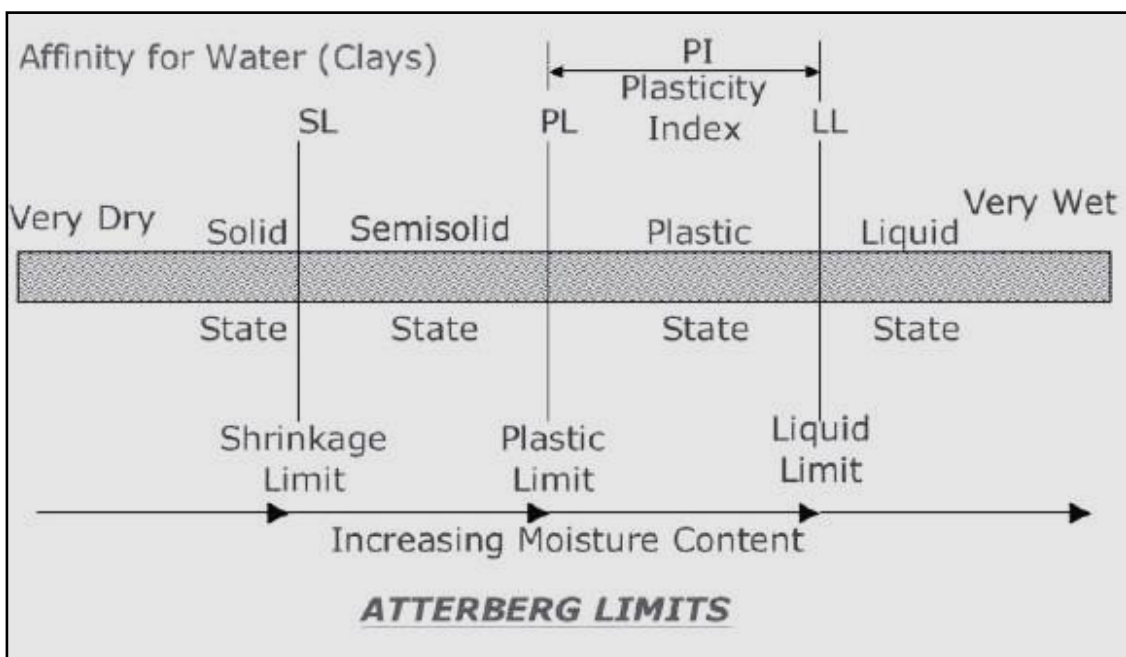 Affinity for Water (Clays)
PI
Plasticity
Index
SL
PL
LL
Very Dry
Solid
Semisolid
Plastic
Liquid
Very Wet
State
State
State
State
Shrinkage
Limit
Plastic
Limit
Liquid
Limit
Increasing Moisture Content
ATTERBERG LIMITS